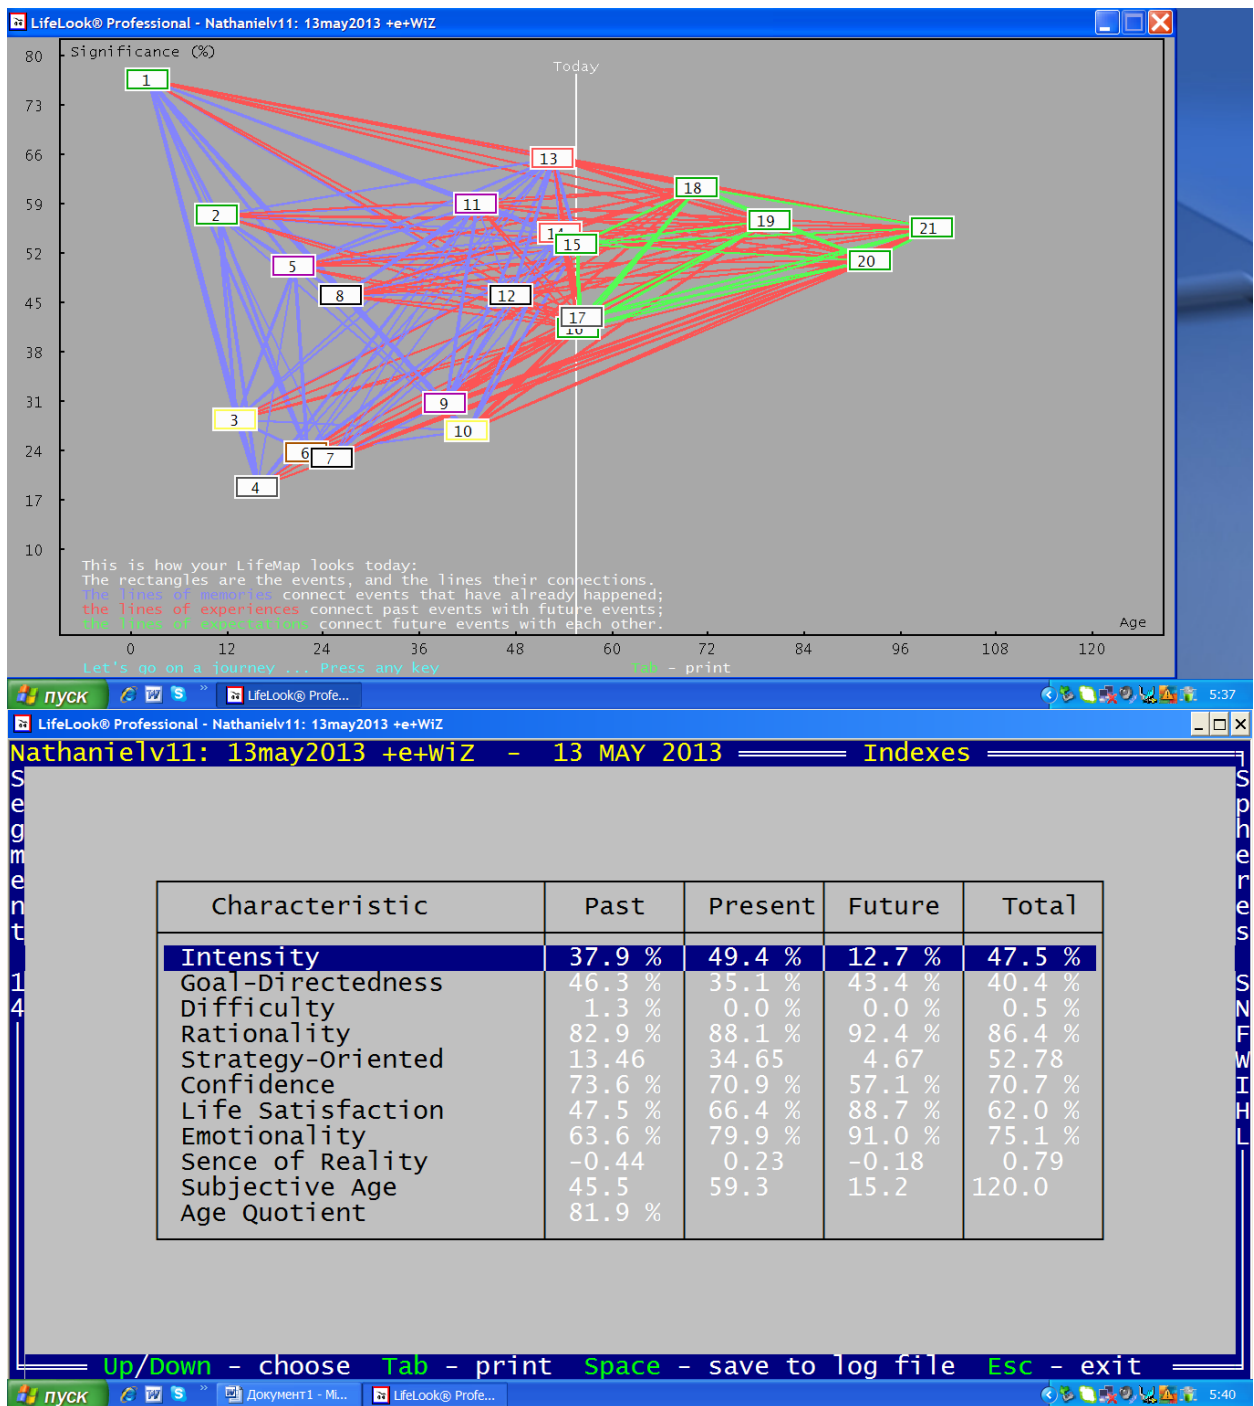 LifeLook® Professional - Nathanielv11: 13may2013 +e+WiZ
Significance (%)
80
73
66
59
52
45
38
31
24
17
10
Today
1
2
3
4
5
6
7
8
9
10
11
12
13
14
15
16
17
18
19
20
21
This is how your LifeMap looks today:
The rectangles are the events, and the lines their connections.
The lines of memories connect events that have already happened;
the lines of experiences connect past events with future events;
the lines of expectations connect future events with each other.
Age
0 12 24 36 48 60 72 84 96 108 120
Let's go on a journey ... Press any key Tab - print
пуск LifeLook® Profe... 5:37
LifeLook® Professional - Nathanielv11: 13may2013 +e+WiZ
Nathanielv11: 13may2013 +e+WiZ - 13 MAY 2013 Indexes
Segment 14
Spheres SNFWIHL
Characteristic Past Present Future Total
Intensity 37.9 % 49.4 % 12.7 % 47.5 %
Goal-Directedness 46.3 % 35.1 % 43.4 % 40.4 %
Difficulty 1.3 % 0.0 % 0.0 % 0.5 %
Rationality 82.9 % 88.1 % 92.4 % 86.4 %
Strategy-Oriented 13.46 34.65 4.67 52.78
Confidence 73.6 % 70.9 % 57.1 % 70.7 %
Life Satisfaction 47.5 % 66.4 % 88.7 % 62.0 %
Emotionality 63.6 % 79.9 % 91.0 % 75.1 %
Sence of Reality -0.44 0.23 -0.18 0.79
Subjective Age 45.5 59.3 15.2 120.0
Age Quotient 81.9 %
Up/Down - choose Tab - print Space - save to log file Esc - exit
пуск Документ1 - Mi... LifeLook® Profe... 5:40